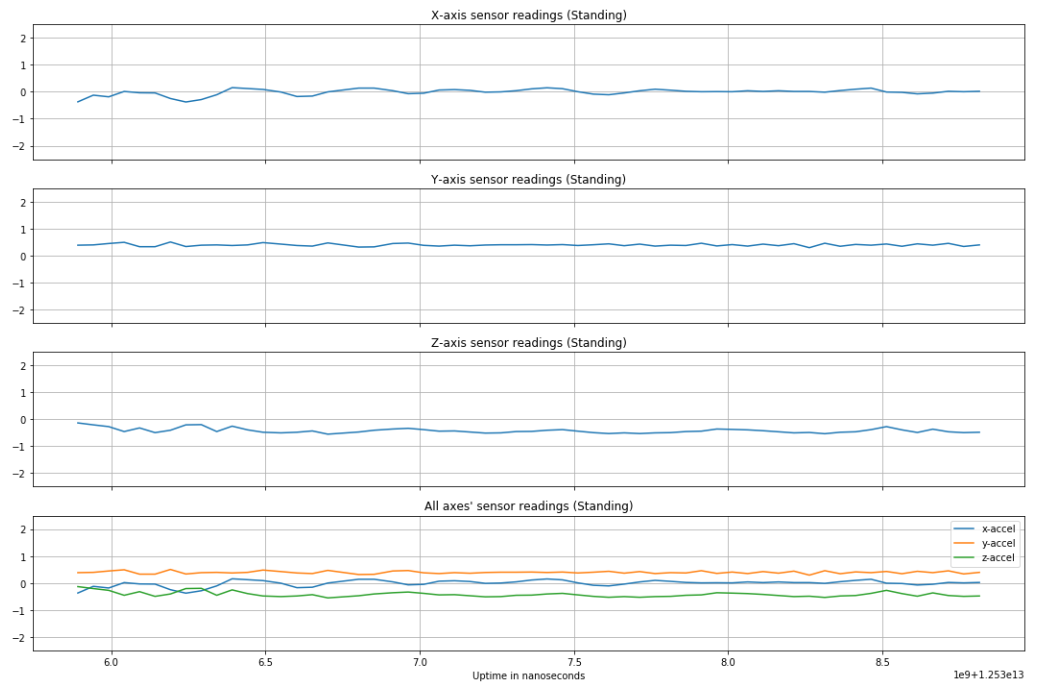 X-axis sensor readings (Standing)
2
1
0
−1
−2
Y-axis sensor readings (Standing)
2
1
0
−1
−2
Z-axis sensor readings (Standing)
2
1
0
−1
−2
All axes' sensor readings (Standing)
2
1
0
−1
−2
x-accel
y-accel
z-accel
6.0 6.5 7.0 7.5 8.0 8.5
Uptime in nanoseconds
1e9+1.253e13